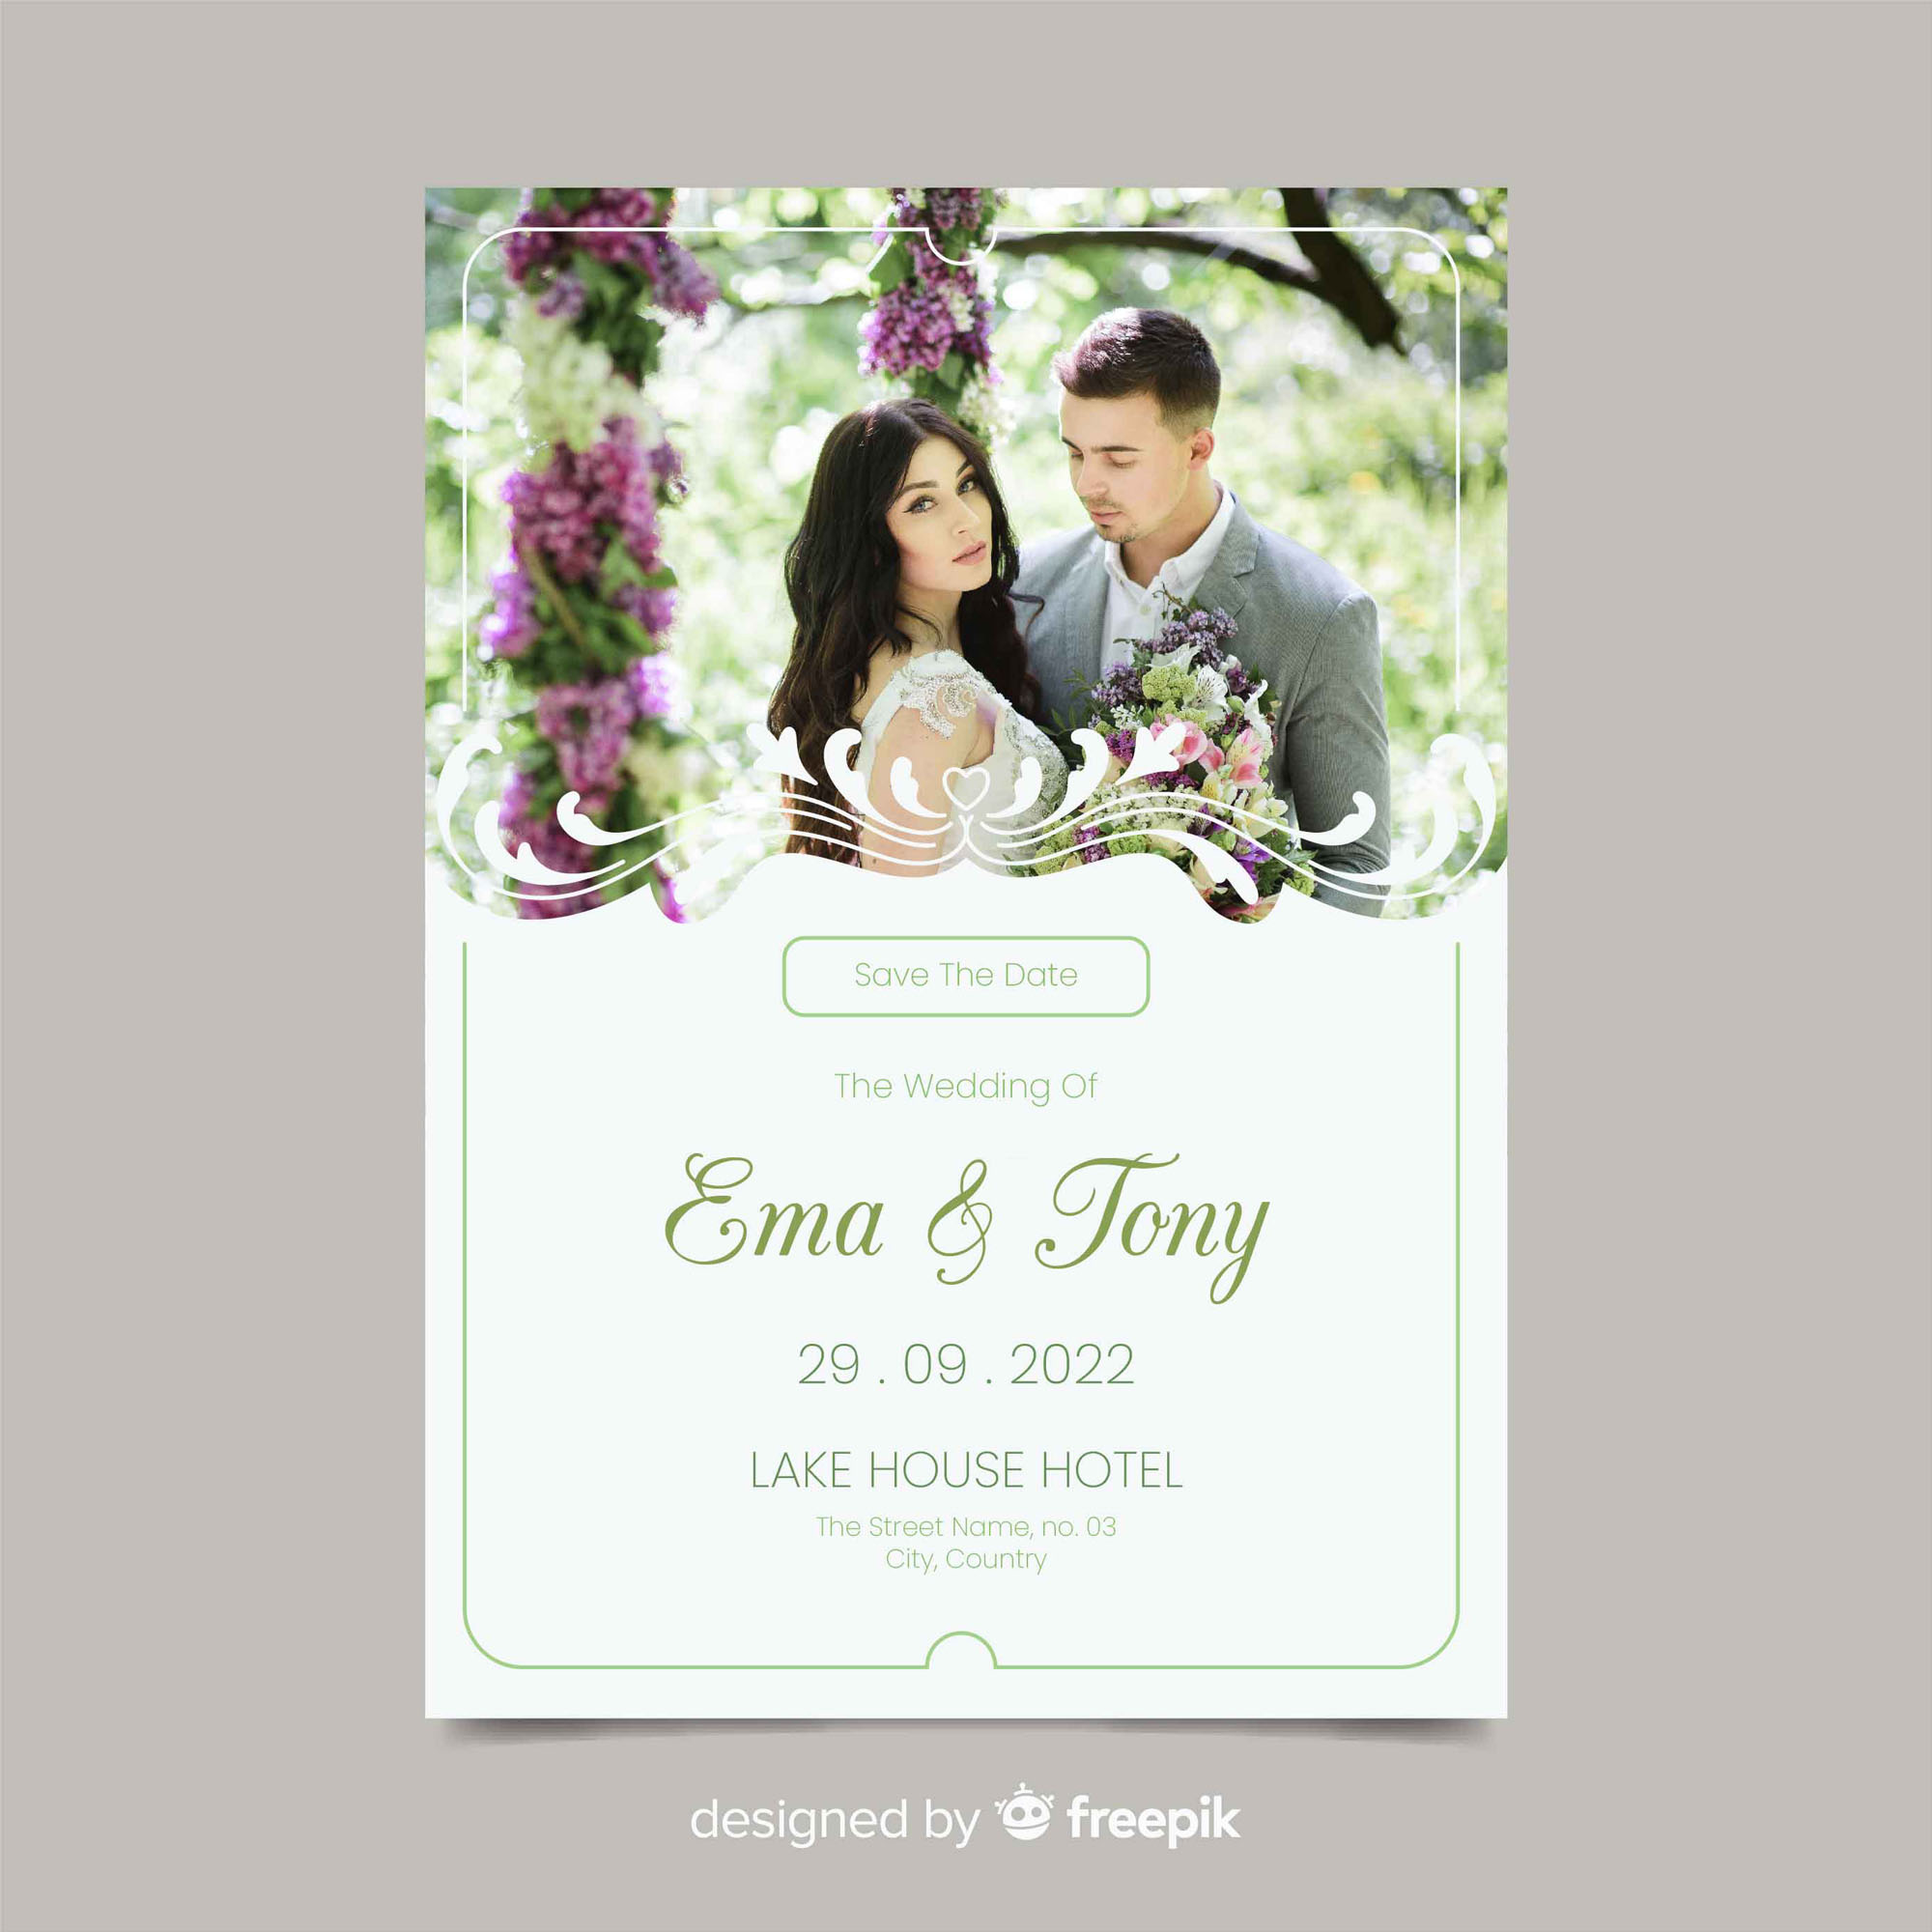 Save The Date
The Wedding Of
Ema & Tony
29 . 09 . 2022
LAKE HOUSE HOTEL
The Street Name, no. 03
City, Country
designed by freepik